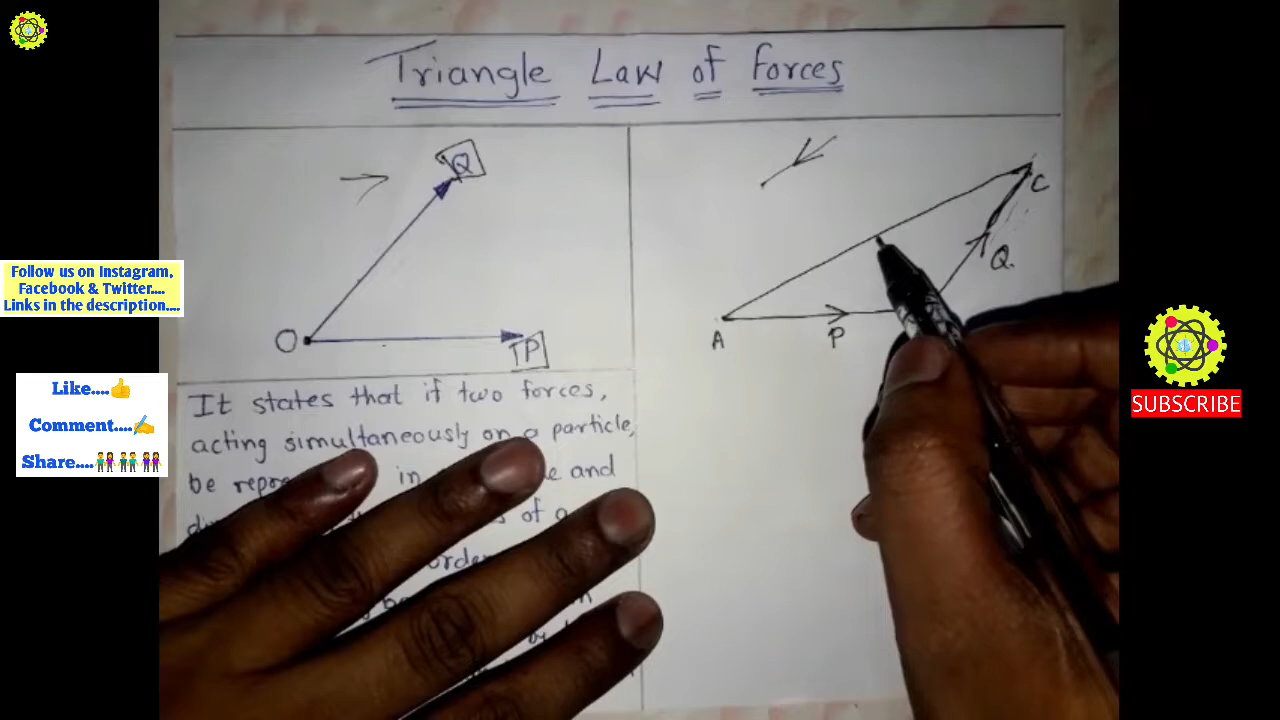 Triangle Law of Forces
Q
O
P
A
P
Q.
C
It states that if two forces,
acting simultaneously on a particle,
be in and
of a
Follow us on Instagram,
Facebook & Twitter....
Links in the description....
Like....👍
Comment....✍
Share....👫👬👭
SUBSCRIBE